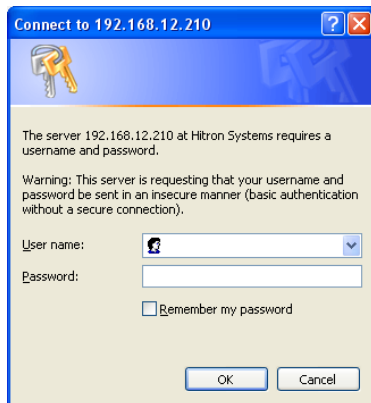 Connect to 192.168.12.210
The server 192.168.12.210 at Hitron Systems requires a
username and password.
Warning: This server is requesting that your username and
password be sent in an insecure manner (basic authentication
without a secure connection).
User name:
Password:
Remember my password
OK Cancel